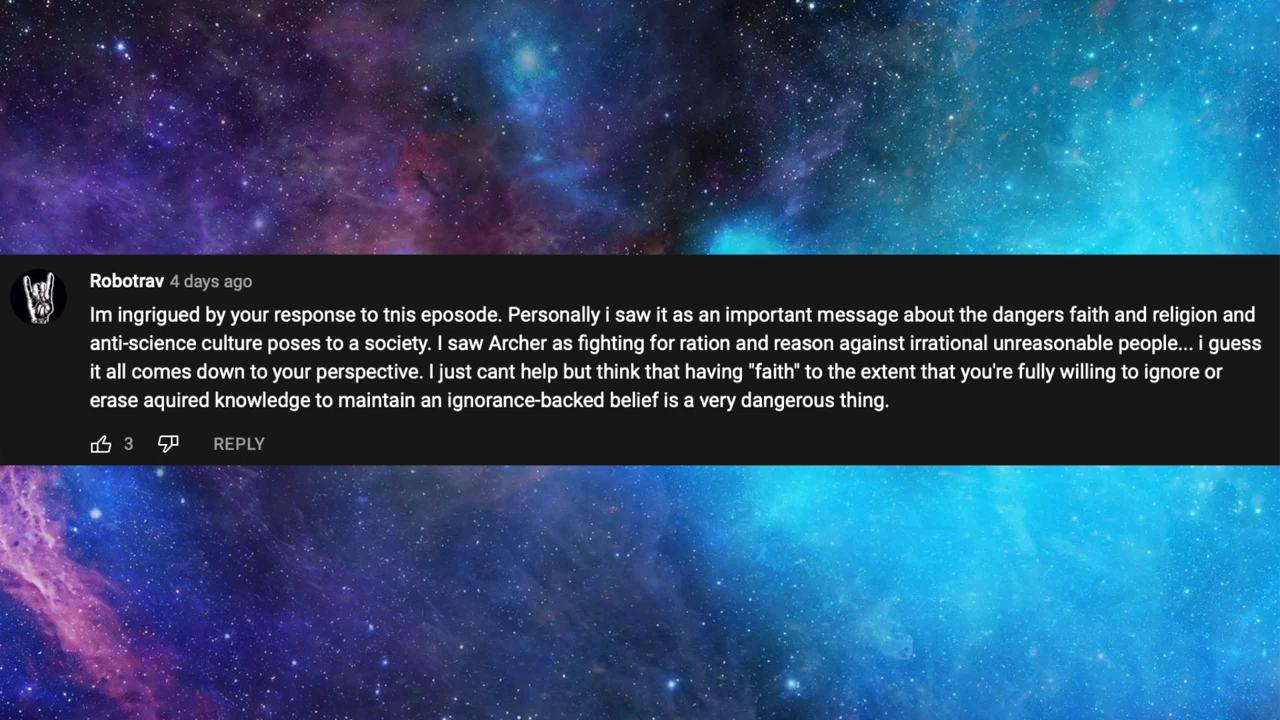 Robotrav 4 days ago
Im ingrigued by your response to tnis eposode. Personally i saw it as an important message about the dangers faith and religion and
anti-science culture poses to a society. I saw Archer as fighting for ration and reason against irrational unreasonable people... i guess
it all comes down to your perspective. I just cant help but think that having "faith" to the extent that you're fully willing to ignore or
erase aquired knowledge to maintain an ignorance-backed belief is a very dangerous thing.
3 REPLY